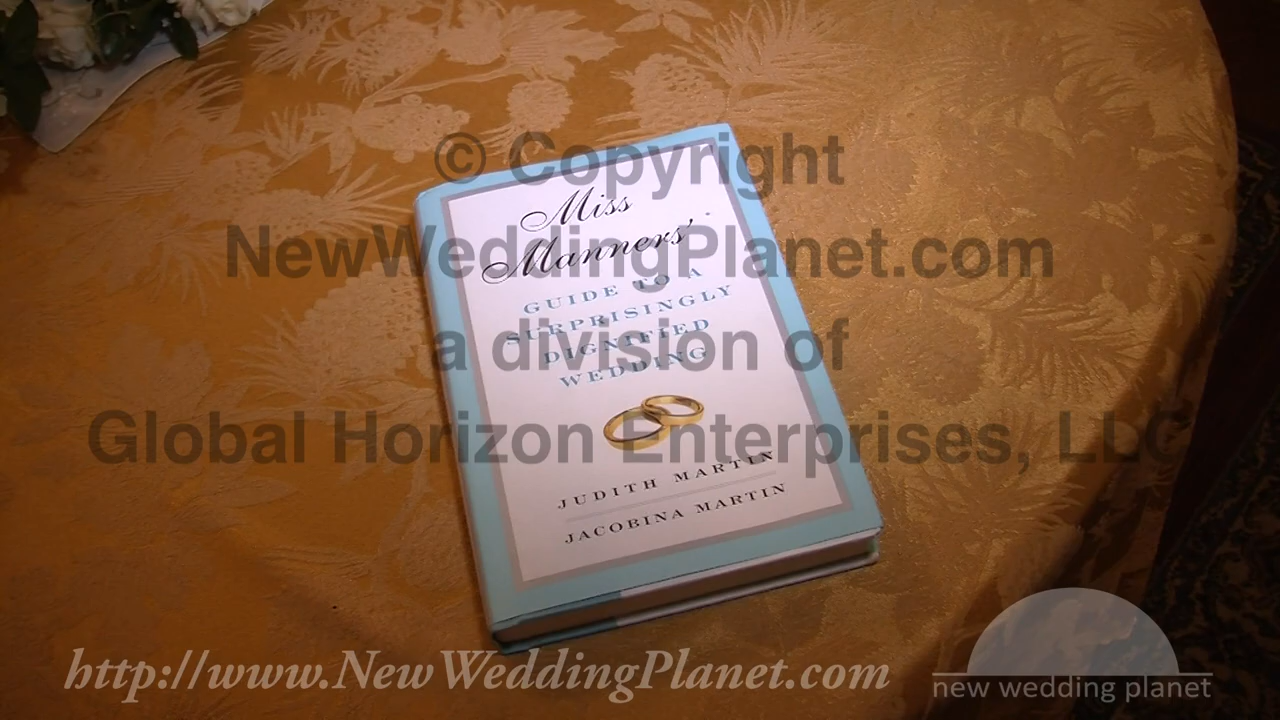 © Copyright
NewWeddingPlanet.com
a division of
Global Horizon Enterprises, LLC
Miss
Manners'
GUIDE TO A
SURPRISINGLY
DIGNIFIED
WEDDING
JUDITH MARTIN
JACOBINA MARTIN
http://www.NewWeddingPlanet.com
new wedding planet